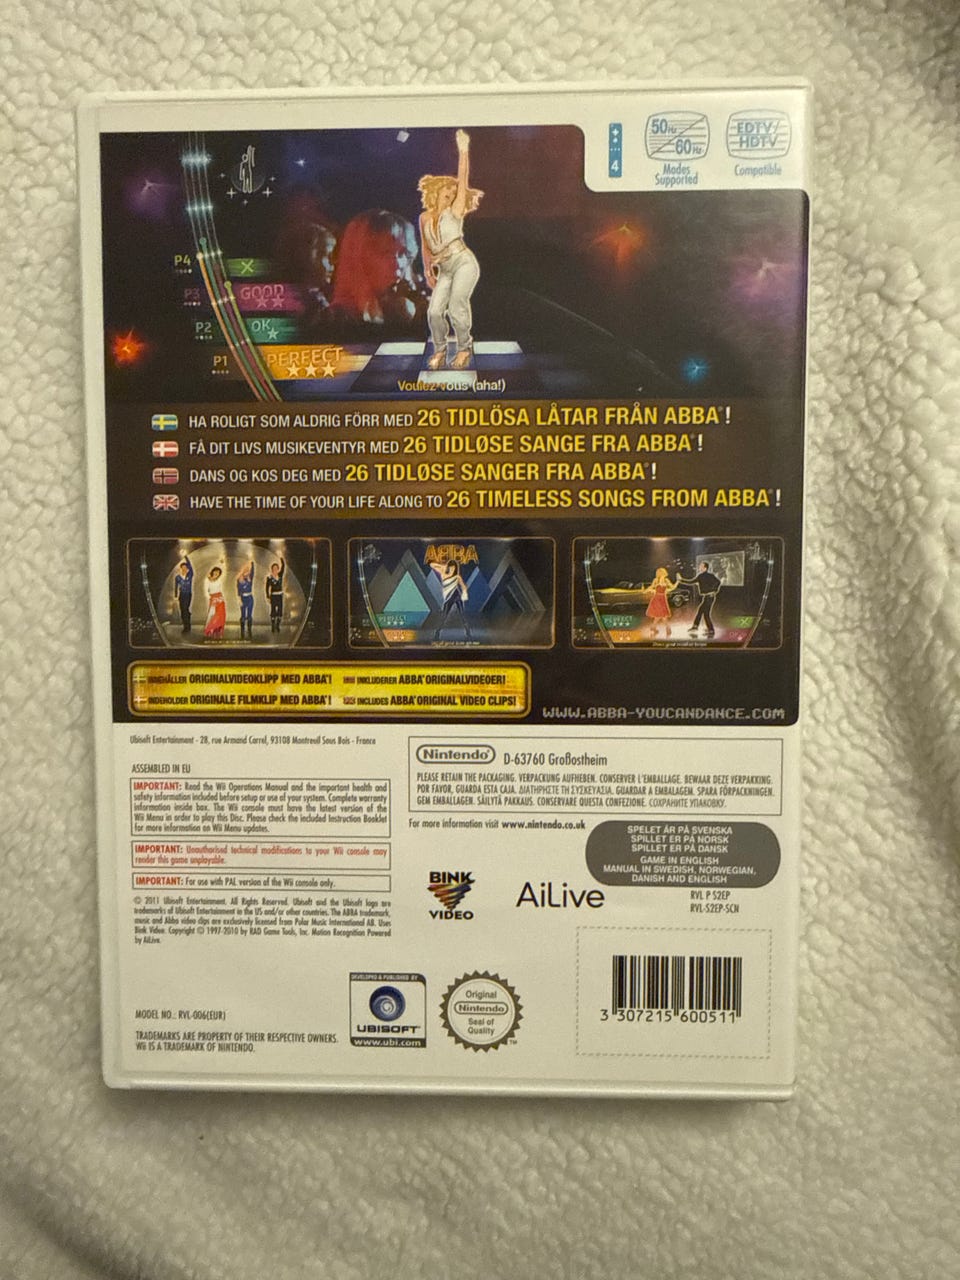 4
50Hz
60Hz
Modes
Supported
EDTV/
HDTV
Compatible
P4
X
P3
GOOD
P2
OK
P1
PERFECT
Voulez-vous (aha!)
HA ROLIGT SOM ALDRIG FÖRR MED 26 TIDLÖSA LÅTAR FRÅN ABBA®!
FÅ DIT LIVS MUSIKEVENTYR MED 26 TIDLØSE SANGE FRA ABBA®!
DANS OG KOS DEG MED 26 TIDLØSE SANGER FRA ABBA®!
HAVE THE TIME OF YOUR LIFE ALONG TO 26 TIMELESS SONGS FROM ABBA®!
ABBA
PERFECT
PERFECT
INNEHÅLLER ORIGINALVIDEOKLIPP MED ABBA®!
INKLUDERER ABBA® ORIGINALVIDEOER!
INDEHOLDER ORIGINALE FILMKLIP MED ABBA®!
INCLUDES ABBA® ORIGINAL VIDEO CLIPS!
WWW.ABBA-YOUCANDANCE.COM
Ubisoft Entertainment - 28, rue Armand Carrel, 93108 Montreuil Sous Bois - France
ASSEMBLED IN EU
IMPORTANT: Read the Wii Operations Manual and the important health and
safety information included before setup or use of your system. Complete warranty
information inside box. The Wii console must have the latest version of the
Wii Menu in order to play this Disc. Please check the included Instruction Booklet
for more information on Wii Menu updates.
IMPORTANT: Unauthorised technical modifications to your Wii console may
render this game unplayable.
IMPORTANT: For use with PAL version of the Wii console only.
© 2011 Ubisoft Entertainment. All Rights Reserved. Ubisoft and the Ubisoft logo are
trademarks of Ubisoft Entertainment in the US and/or other countries. The ABBA trademark,
music and Abba video clips are exclusively licensed from Polar Music International AB. Uses
Bink Video. Copyright © 1997-2010 by RAD Game Tools, Inc. Motion Recognition Powered
by AiLive.
Nintendo® D-63760 Großostheim
PLEASE RETAIN THE PACKAGING. VERPACKUNG AUFHEBEN. CONSERVER L'EMBALLAGE. BEWAAR DEZE VERPAKKING.
POR FAVOR, GUARDA ESTA CAJA. ΔΙΑΤΗΡΗΣΤΕ ΤΗ ΣΥΣΚΕΥΑΣΙΑ. GUARDAR A EMBALAGEM. SPARA FÖRPACKNINGEN.
GEM EMBALLAGEN. SÄILYTÄ PAKKAUS. CONSERVARE QUESTA CONFEZIONE. СОХРАНИТЕ УПАКОВКУ.
For more information visit www.nintendo.co.uk
SPELET ÄR PÅ SVENSKA
SPILLET ER PÅ NORSK
SPILLET ER PÅ DANSK
GAME IN ENGLISH
MANUAL IN SWEDISH, NORWEGIAN,
DANISH AND ENGLISH
RVL P S2EP
RVL-S2EP-SCN
BINK
VIDEO
AiLive
MODEL NO.: RVL-006(EUR)
TRADEMARKS ARE PROPERTY OF THEIR RESPECTIVE OWNERS.
Wii IS A TRADEMARK OF NINTENDO.
DEVELOPED & PUBLISHED BY
UBISOFT™
www.ubi.com
Original
Nintendo
Seal of
Quality
™
3 307215 600511